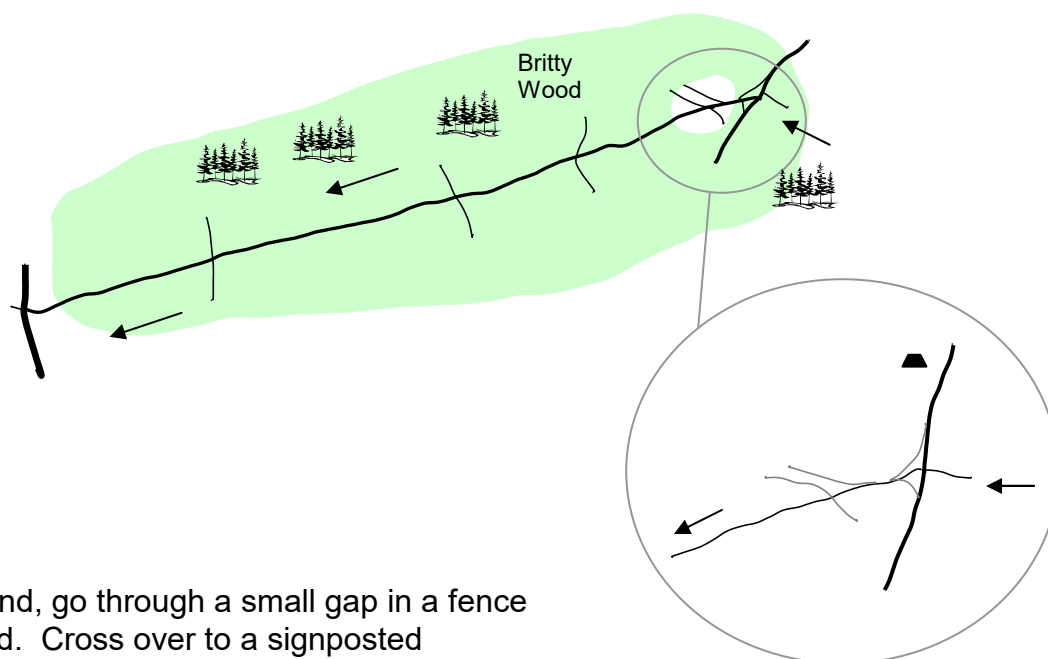 Britty
Wood
nd, go through a small gap in a fence
d.  Cross over to a signposted